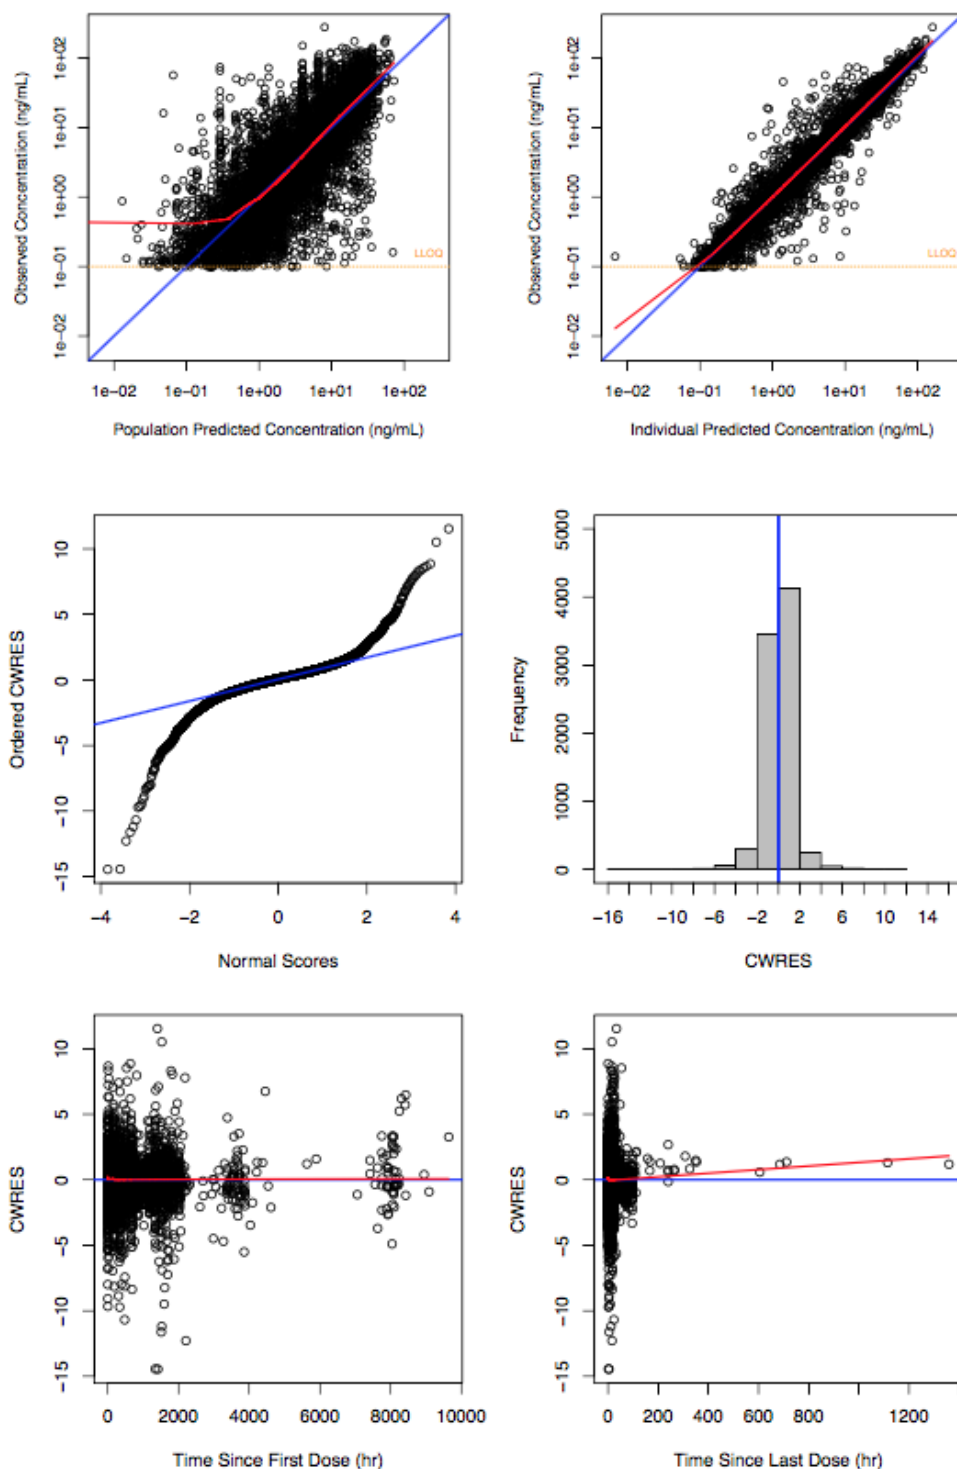 Observed Concentration (ng/mL)
1e+02
1e+01
1e+00
1e−01
1e−02
LLOQ
1e−02 1e−01 1e+00 1e+01 1e+02
Population Predicted Concentration (ng/mL)
Observed Concentration (ng/mL)
1e+02
1e+01
1e+00
1e−01
1e−02
LLOQ
1e−02 1e−01 1e+00 1e+01 1e+02
Individual Predicted Concentration (ng/mL)
Ordered CWRES
10
5
0
−5
−10
−15
−4 −2 0 2 4
Normal Scores
Frequency
5000
4000
3000
2000
1000
0
−16 −10 −6 −2 2 6 10 14
CWRES
CWRES
10
5
0
−5
−10
−15
0 2000 4000 6000 8000 10000
Time Since First Dose (hr)
CWRES
10
5
0
−5
−10
−15
0 200 400 600 800 1200
Time Since Last Dose (hr)